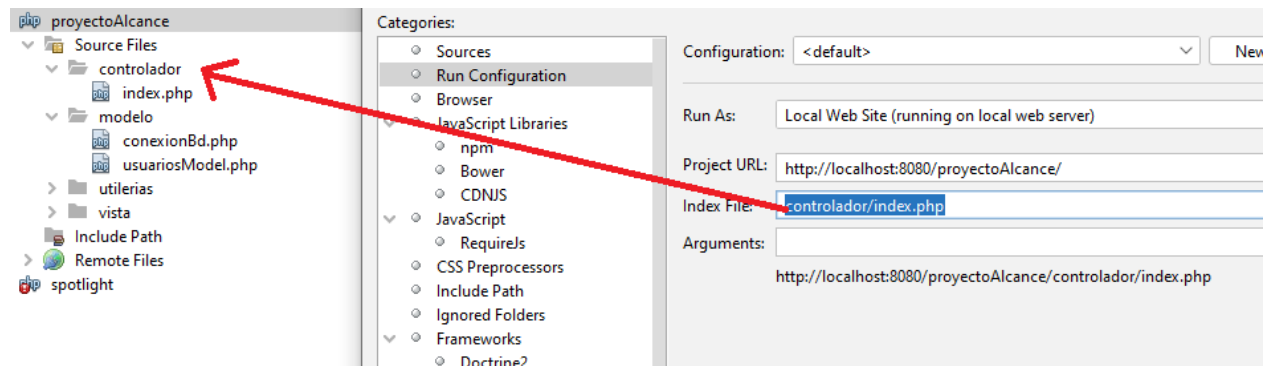 proyectoAlcance
Source Files
controlador
index.php
modelo
conexionBd.php
usuariosModel.php
utilerias
vista
Include Path
Remote Files
spotlight
Categories:
Sources
Run Configuration
Browser
JavaScript Libraries
npm
Bower
CDNJS
JavaScript
RequireJs
CSS Preprocessors
Include Path
Ignored Folders
Frameworks
Doctrine2
Configuration: <default> New
Run As: Local Web Site (running on local web server)
Project URL: http://localhost:8080/proyectoAlcance/
Index File: controlador/index.php
Arguments:
http://localhost:8080/proyectoAlcance/controlador/index.php